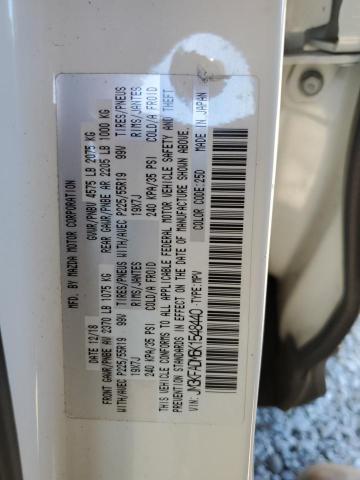 MFD. BY MAZDA MOTOR CORPORATION
DATE: 12/18 GVWR/PNBV 4575 LB 2075 KG
FRONT GAWR/PNBE AV 2370 LB 1075 KG REAR GAWR/PNBE AR 2205 LB 1000 KG
WITH/AVEC P225/55R19 99V TIRES/PNEUS WITH/AVEC P225/55R19 99V TIRES/PNEUS
19X7J RIMS/JANTES 19X7J RIMS/JANTES
240 KPA/35 PSI COLD/A FROID 240 KPA/35 PSI COLD/A FROID
THIS VEHICLE CONFORMS TO ALL APPLICABLE FEDERAL MOTOR VEHICLE SAFETY AND THEFT
PREVENTION STANDARDS IN EFFECT ON THE DATE OF MANUFACTURE SHOWN ABOVE.
VIN: JM3KFADM8K1548440 TYPE: MPV
COLOR CODE: 25D MADE IN JAPAN